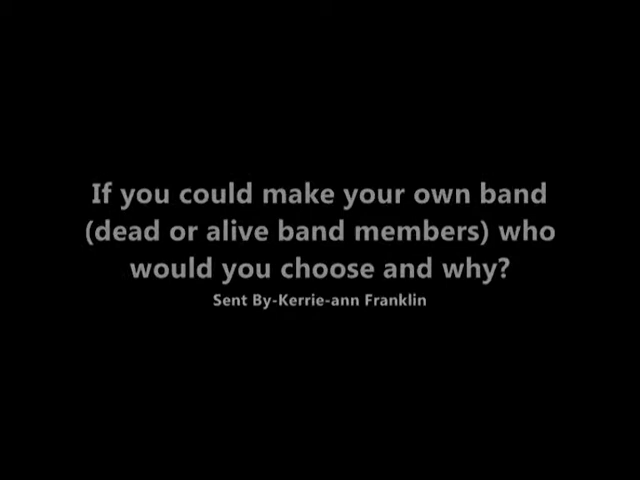 If you could make your own band
(dead or alive band members) who
would you choose and why?
Sent By-Kerrie-ann Franklin